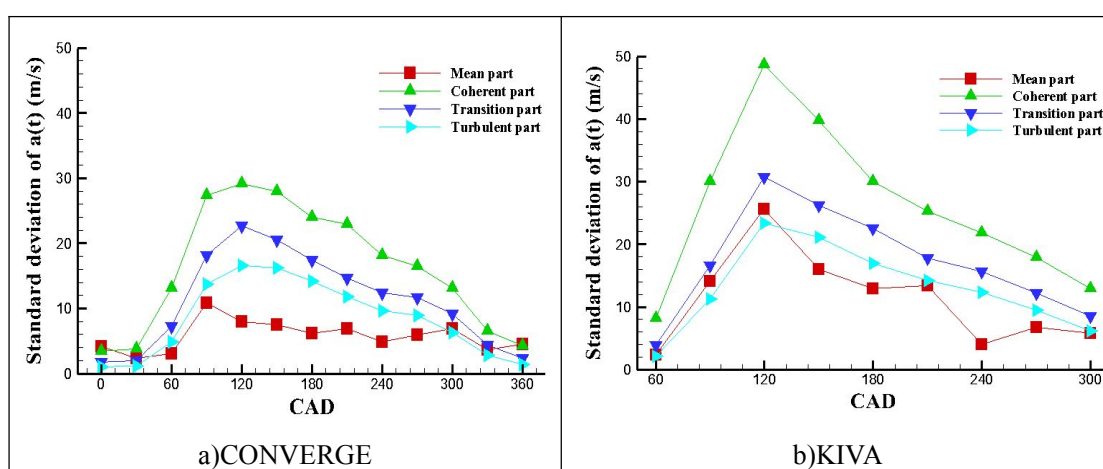 50
40
30
20
10
0
Standard deviation of a(t) (m/s)
Mean part
Coherent part
Transition part
Turbulent part
0 60 120 180 240 300 360
CAD
a)CONVERGE
50
40
30
20
10
0
Standard deviation of a(t) (m/s)
Mean part
Coherent part
Transition part
Turbulent part
60 120 180 240 300
CAD
b)KIVA